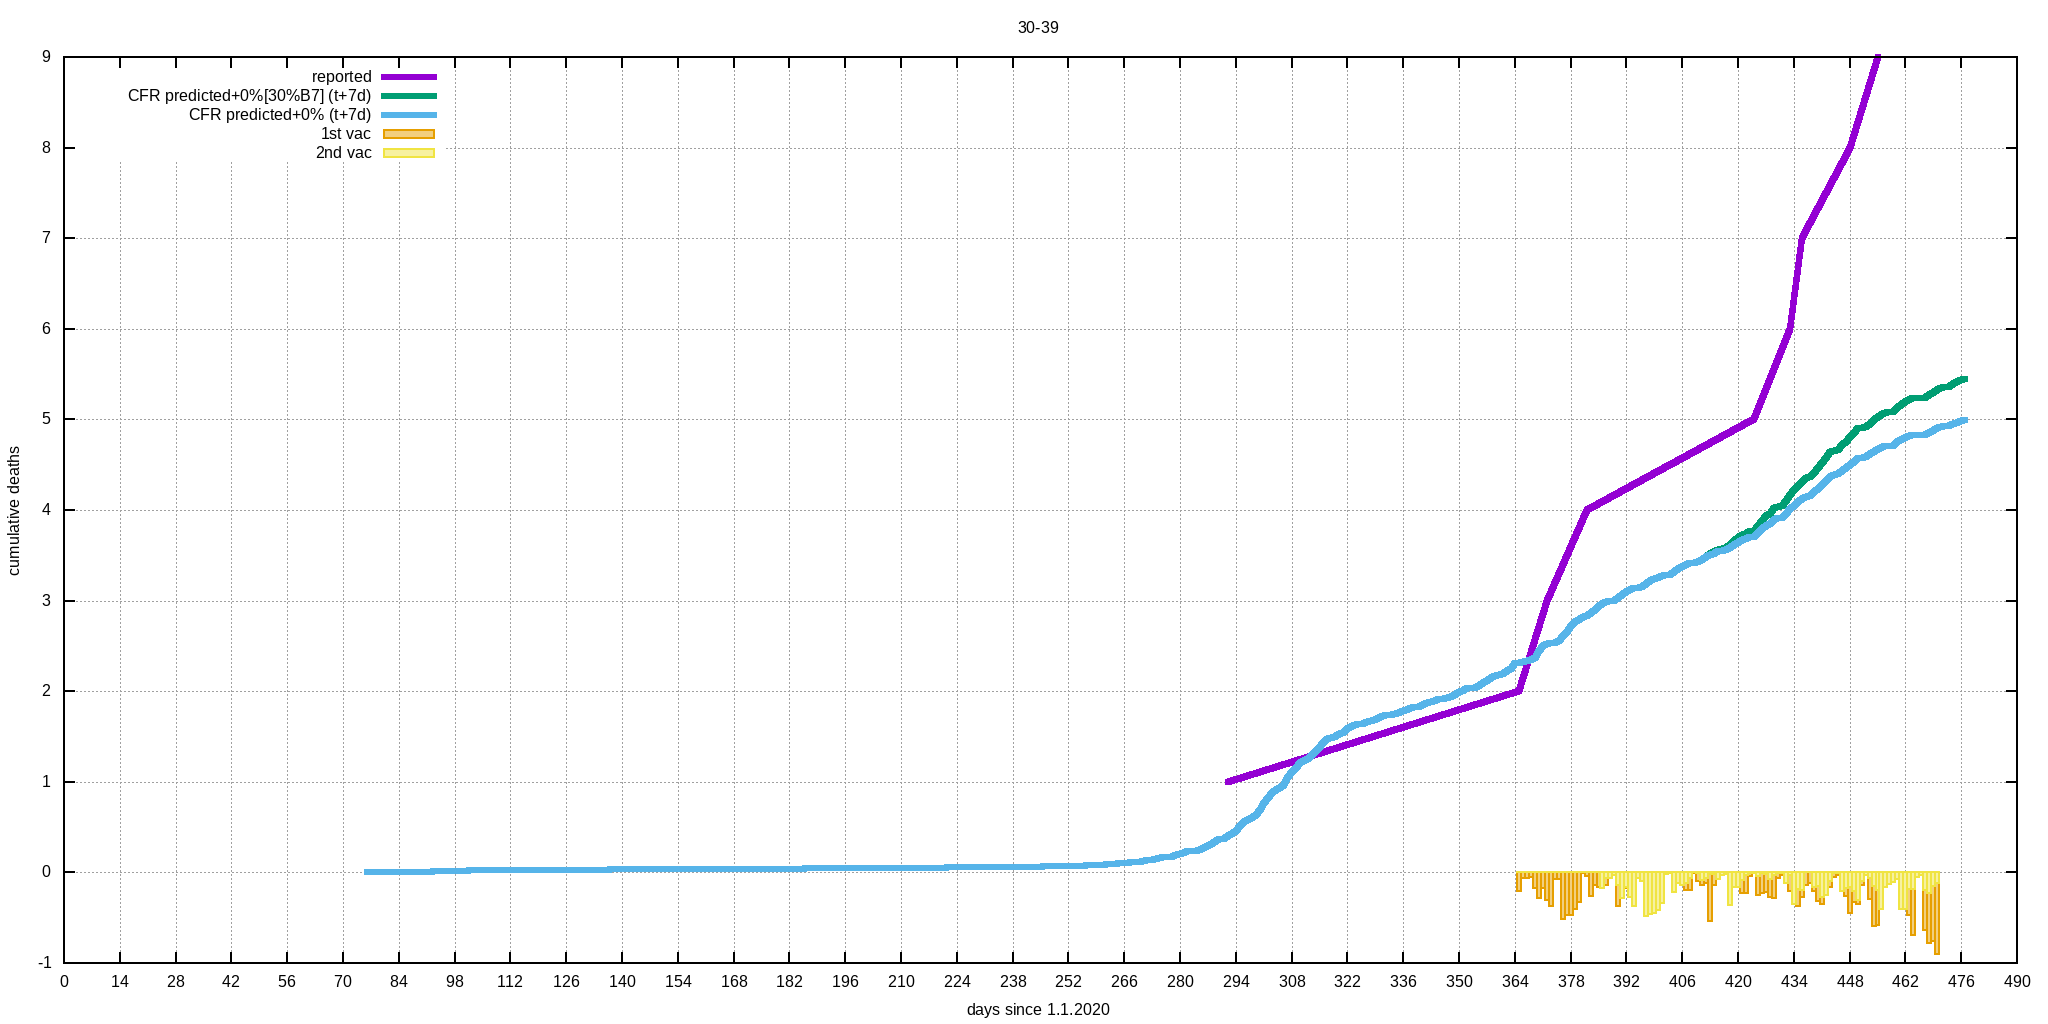 30-39
9
8
7
6
5
4
3
2
1
0
-1
reported
CFR predicted+0%[30%B7] (t+7d)
CFR predicted+0% (t+7d)
1st vac
2nd vac
cumulative deaths
0 14 28 42 56 70 84 98 112 126 140 154 168 182 196 210 224 238 252 266 280 294 308 322 336 350 364 378 392 406 420 434 448 462 476 490
days since 1.1.2020